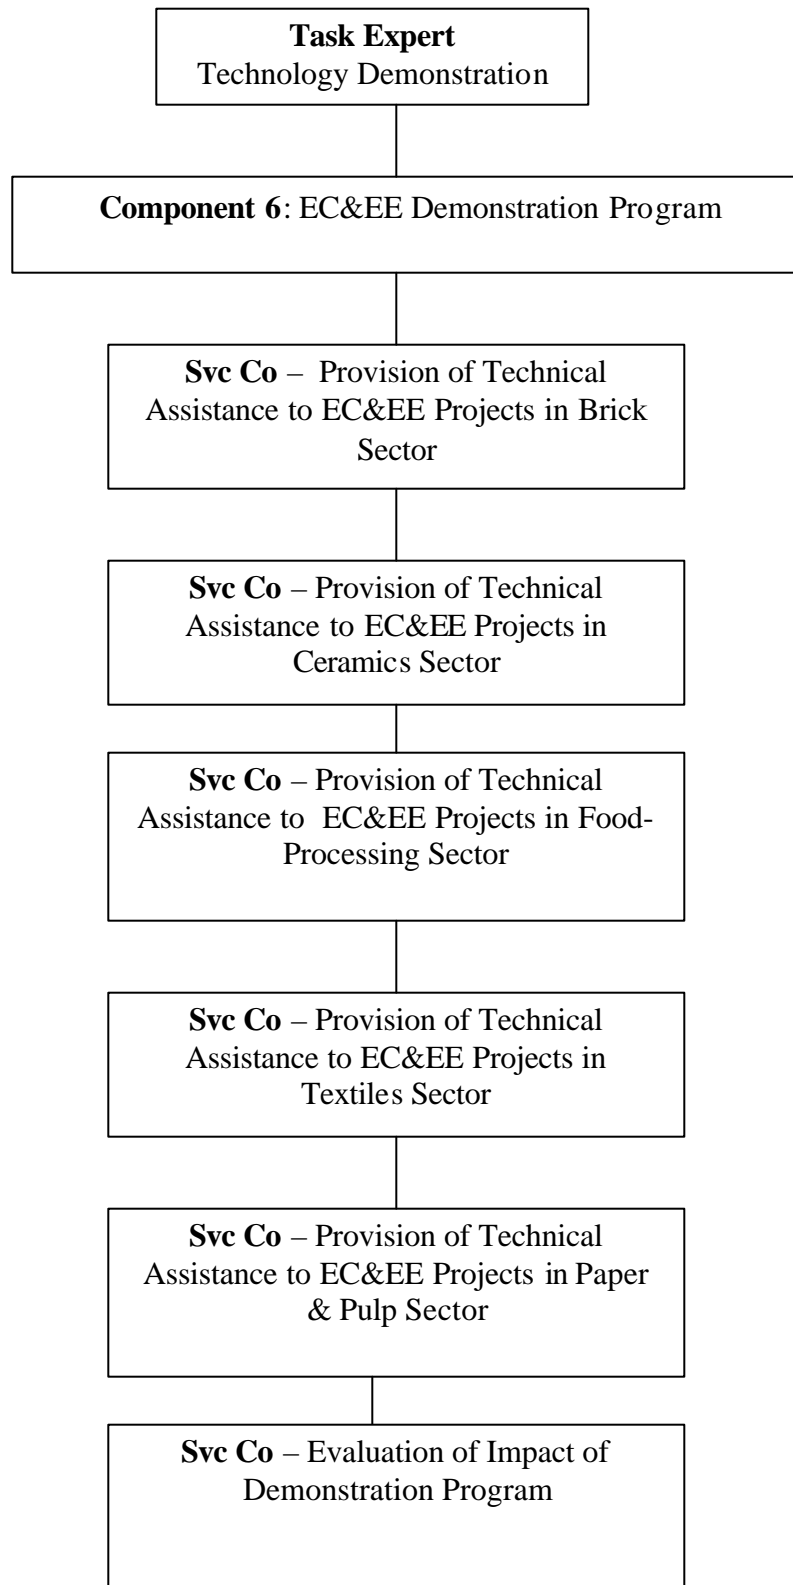 Task Expert
Technology Demonstration
Component 6: EC&EE Demonstration Program
Svc Co – Provision of Technical
Assistance to EC&EE Projects in Brick
Sector
Svc Co – Provision of Technical
Assistance to EC&EE Projects in
Ceramics Sector
Svc Co – Provision of Technical
Assistance to EC&EE Projects in Food-
Processing Sector
Svc Co – Provision of Technical
Assistance to EC&EE Projects in
Textiles Sector
Svc Co – Provision of Technical
Assistance to EC&EE Projects in Paper
& Pulp Sector
Svc Co – Evaluation of Impact of
Demonstration Program